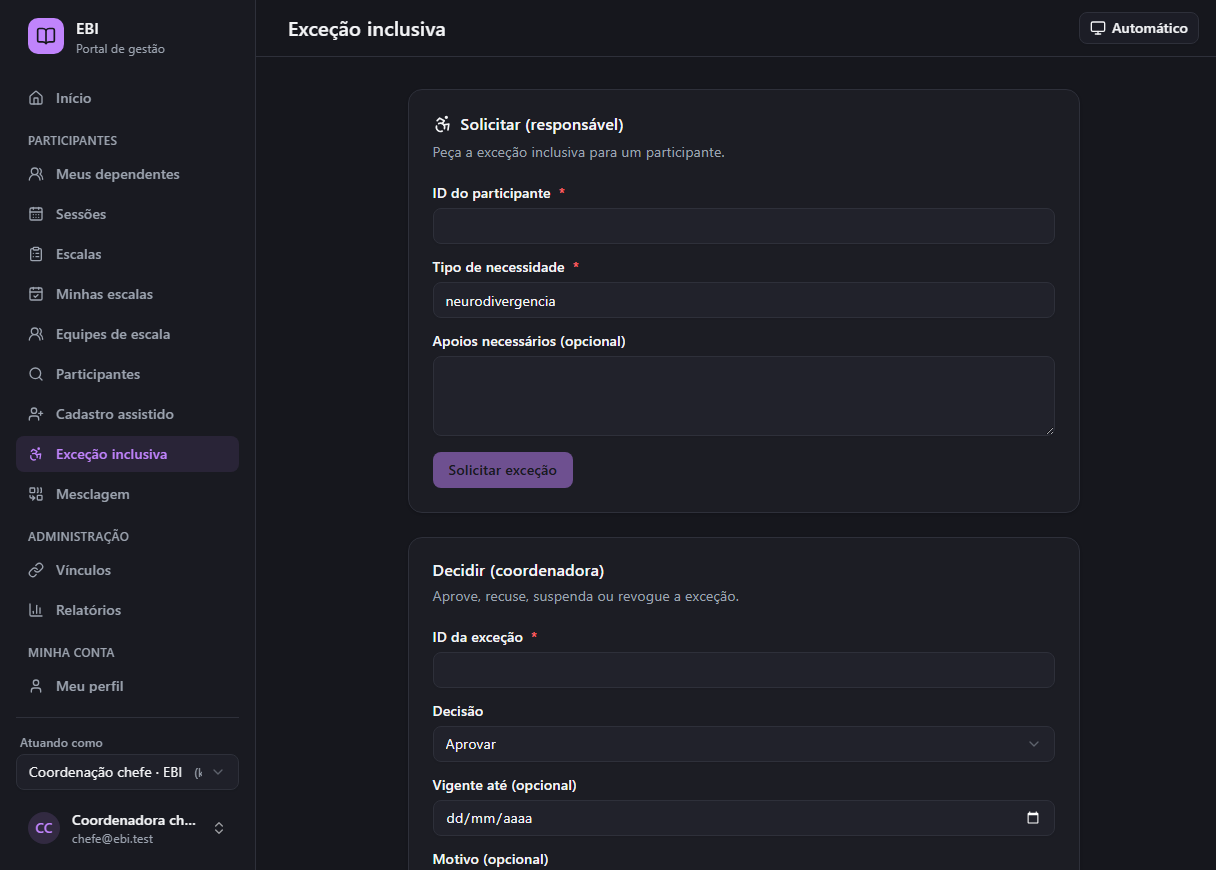 EBI
Portal de gestão
Início
PARTICIPANTES
Meus dependentes
Sessões
Escalas
Minhas escalas
Equipes de escala
Participantes
Cadastro assistido
Exceção inclusiva
Mesclagem
ADMINISTRAÇÃO
Vínculos
Relatórios
MINHA CONTA
Meu perfil
Atuando como
Coordenação chefe · EBI
CC
Coordenadora ch...
chefe@ebi.test
Exceção inclusiva
Automático
Solicitar (responsável)
Peça a exceção inclusiva para um participante.
ID do participante *
Tipo de necessidade *
neurodivergencia
Apoios necessários (opcional)
Solicitar exceção
Decidir (coordenadora)
Aprove, recuse, suspenda ou revogue a exceção.
ID da exceção *
Decisão
Aprovar
Vigente até (opcional)
dd/mm/aaaa
Motivo (opcional)